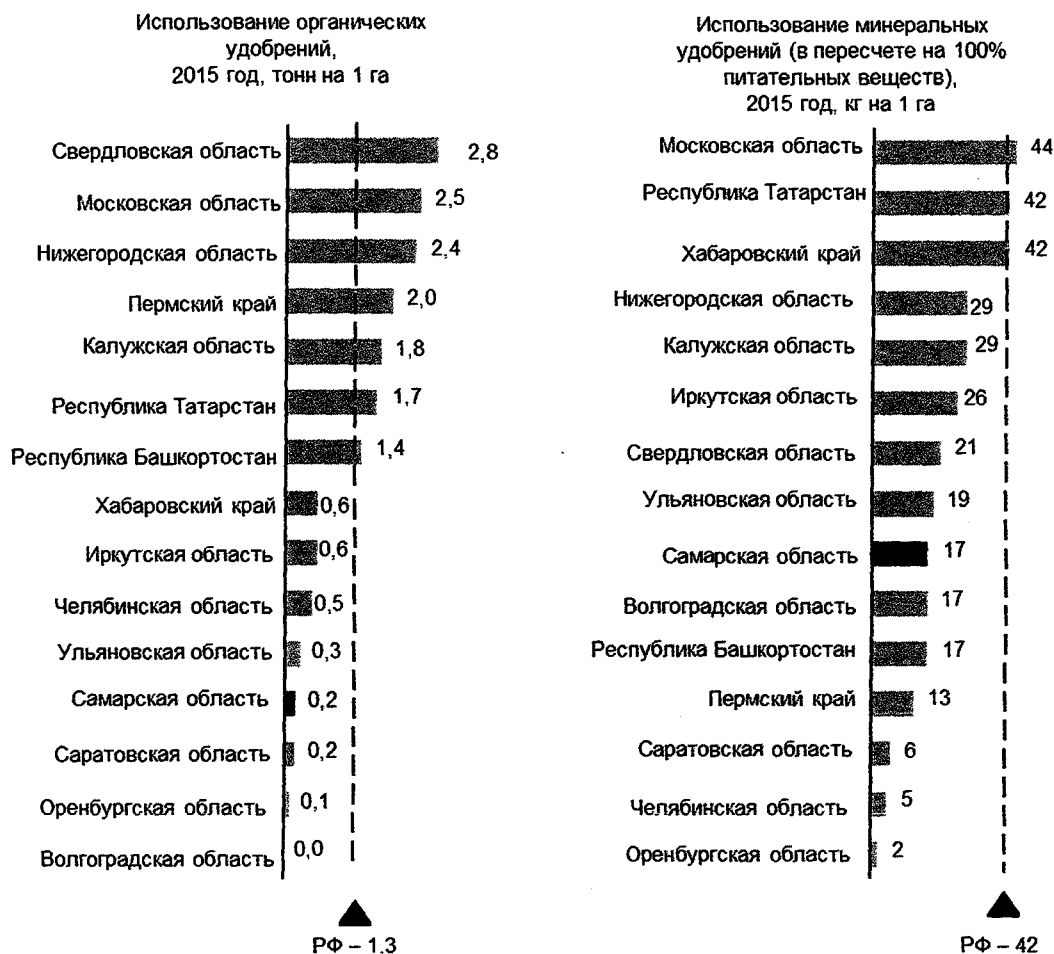 Использование органических
удобрений,
2015 год, тонн на 1 га
Свердловская область 2,8
Московская область 2,5
Нижегородская область 2,4
Пермский край 2,0
Калужская область 1,8
Республика Татарстан 1,7
Республика Башкортостан 1,4
Хабаровский край 0,6
Иркутская область 0,6
Челябинская область 0,5
Ульяновская область 0,3
Самарская область 0,2
Саратовская область 0,2
Оренбургская область 0,1
Волгоградская область 0,0
РФ – 1,3
Использование минеральных
удобрений (в пересчете на 100%
питательных веществ),
2015 год, кг на 1 га
Московская область 44
Республика Татарстан 42
Хабаровский край 42
Нижегородская область 29
Калужская область 29
Иркутская область 26
Свердловская область 21
Ульяновская область 19
Самарская область 17
Волгоградская область 17
Республика Башкортостан 17
Пермский край 13
Саратовская область 6
Челябинская область 5
Оренбургская область 2
РФ – 42